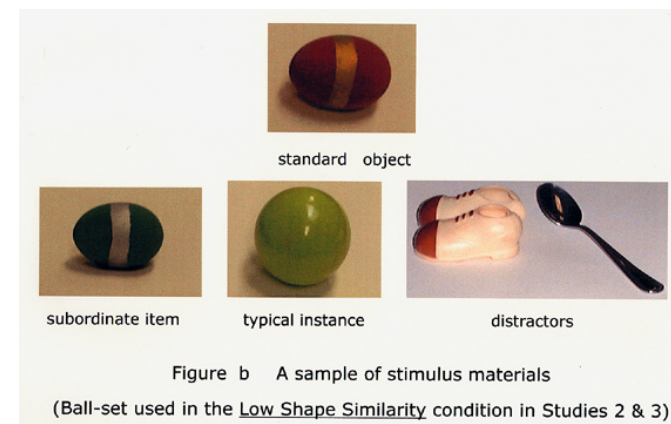 standard object
subordinate item typical instance distractors
Figure b A sample of stimulus materials
(Ball-set used in the Low Shape Similarity condition in Studies 2 & 3)